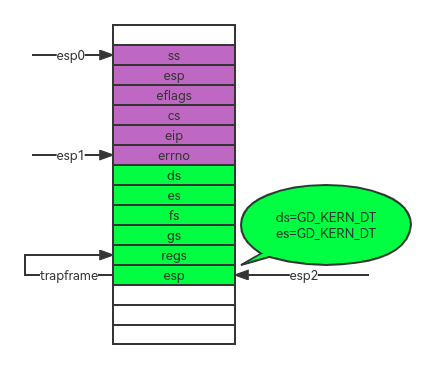 esp0
ss
esp
eflags
cs
eip
esp1
errno
ds
es
fs
gs
ds=GD_KERN_DT
es=GD_KERN_DT
regs
trapframe
esp
esp2